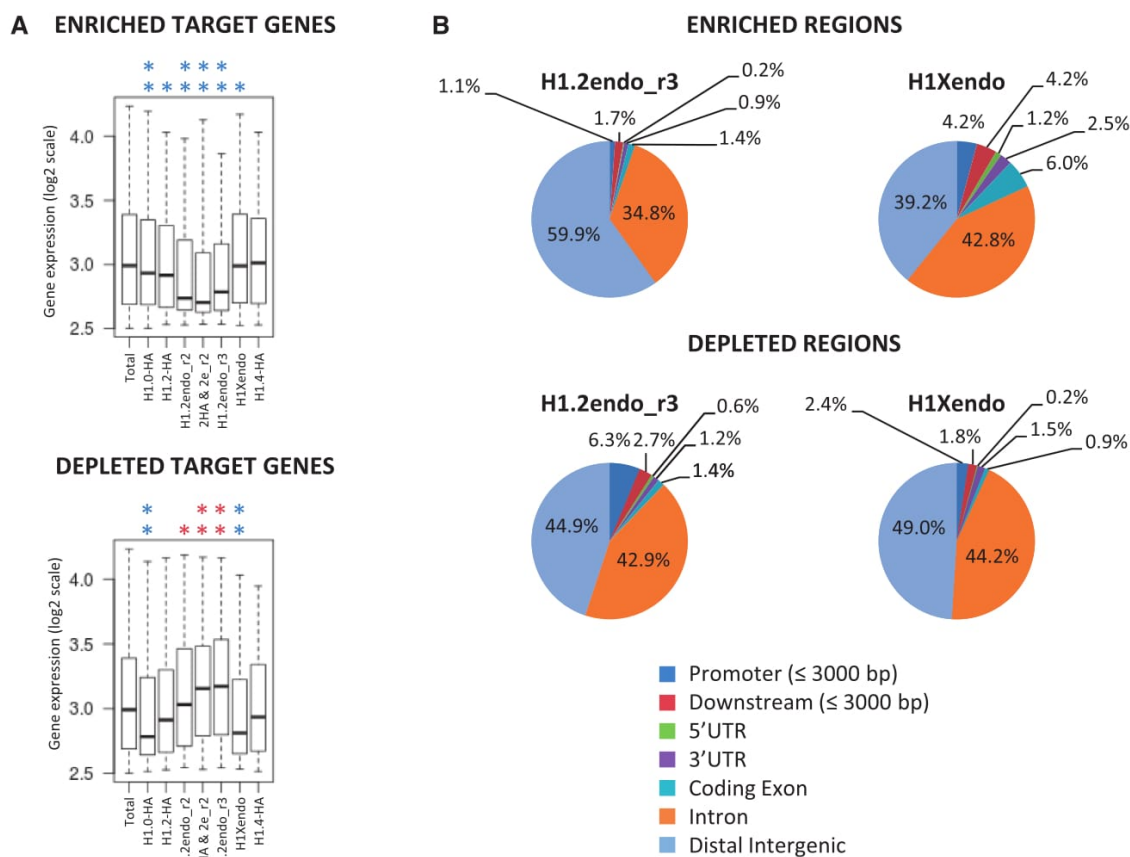 A ENRICHED TARGET GENES
* * * *
* * * * * *
Gene expression (log2 scale)
4.0
3.5
3.0
2.5
Total
H1.0-HA
H1.2-HA
H1.2endo_r2
2HA & 2e_r2
H1.2endo_r3
H1Xendo
H1.4-HA
DEPLETED TARGET GENES
* * * *
* * * * *
Gene expression (log2 scale)
4.0
3.5
3.0
2.5
Total
H1.0-HA
H1.2-HA
.2endo_r2
IA & 2e_r2
.2endo_r3
H1Xendo
H1.4-HA
B ENRICHED REGIONS
H1.2endo_r3
1.1%
1.7%
0.2%
0.9%
1.4%
34.8%
59.9%
H1Xendo
4.2%
4.2%
1.2%
2.5%
6.0%
42.8%
39.2%
DEPLETED REGIONS
H1.2endo_r3
6.3%
2.7%
0.6%
1.2%
1.4%
42.9%
44.9%
H1Xendo
2.4%
1.8%
0.2%
1.5%
0.9%
44.2%
49.0%
Promoter (≤ 3000 bp)
Downstream (≤ 3000 bp)
5’UTR
3’UTR
Coding Exon
Intron
Distal Intergenic